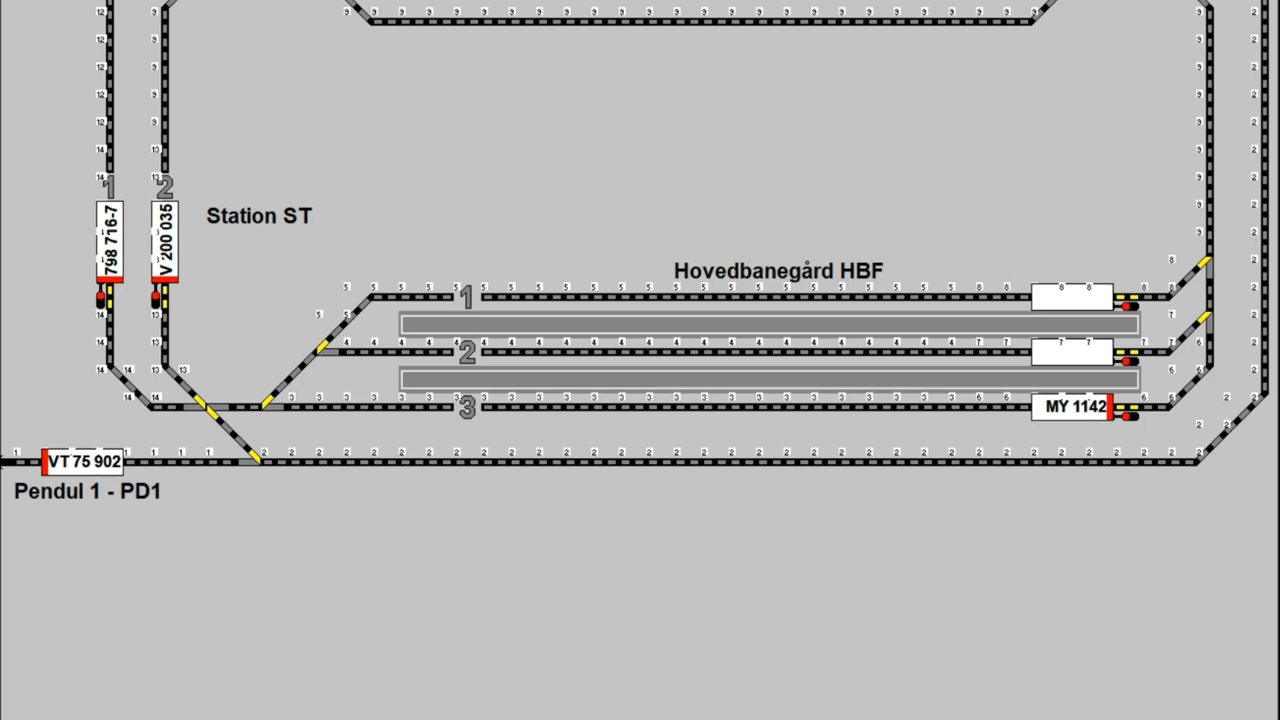 1
2
798 716-7
V 200 035
Station ST
Hovedbanegård HBF
1
2
3
MY 1142
VT 75 902
Pendul 1 - PD1